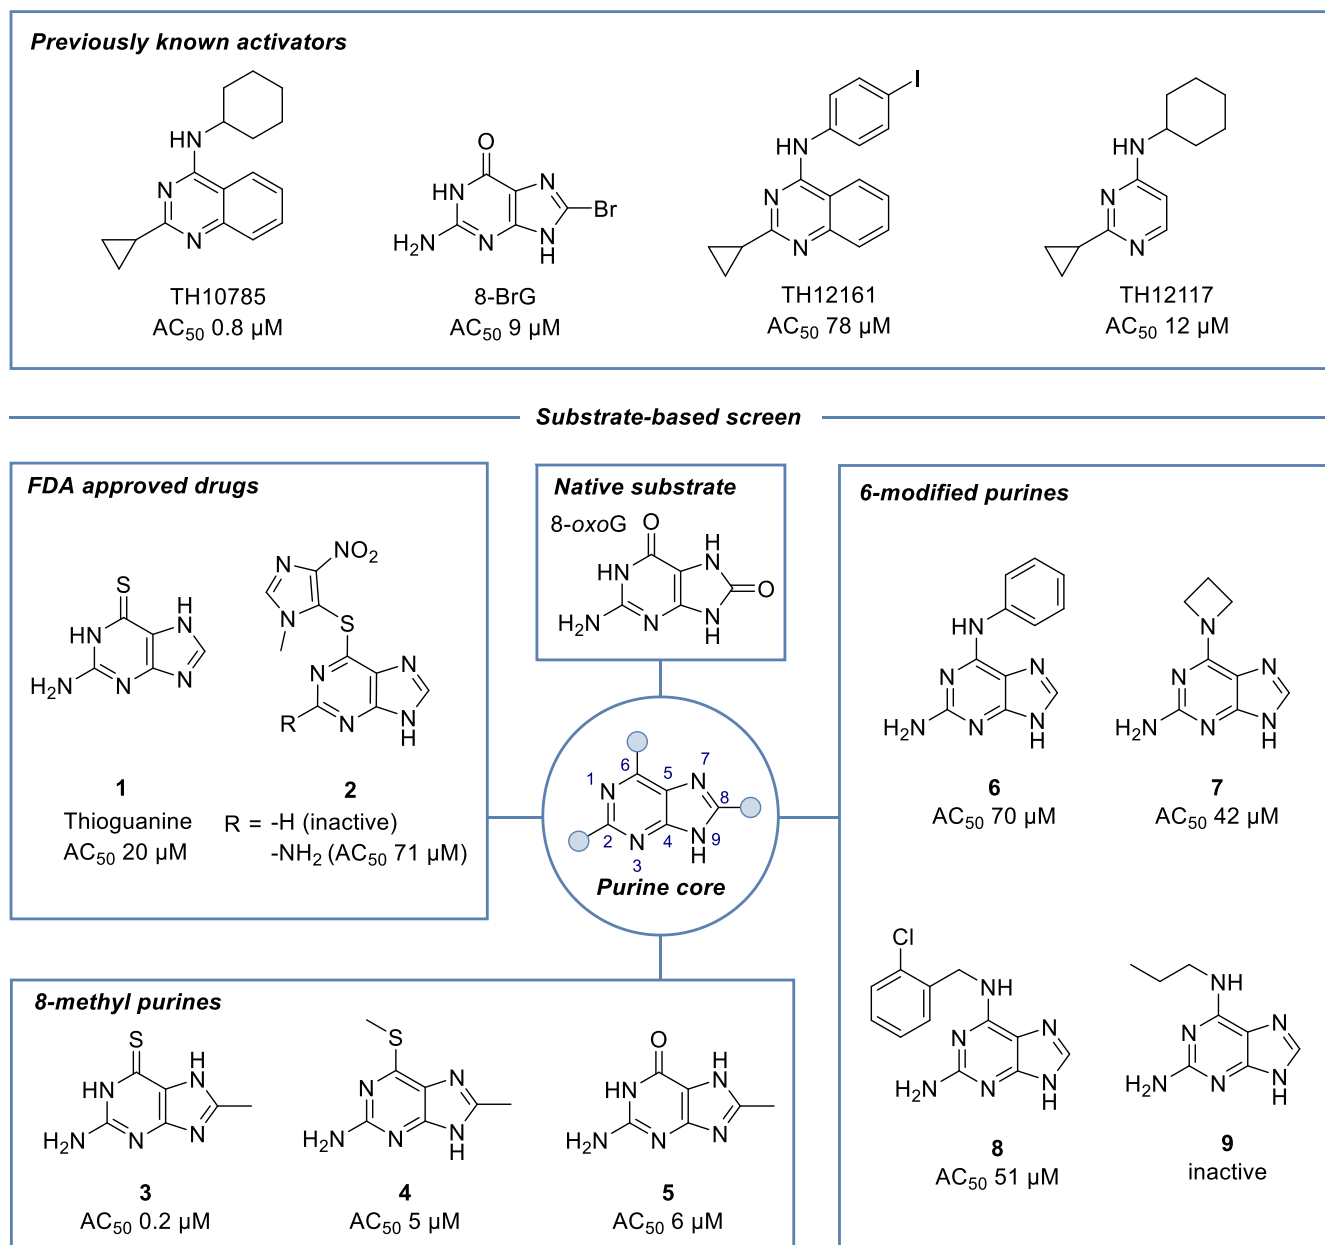 Previously known activators
HN
N
N
TH10785
AC50 0.8 µM
O
HN
N
Br
H2N
N
N
H
8-BrG
AC50 9 µM
I
HN
N
N
TH12161
AC50 78 µM
HN
N
N
TH12117
AC50 12 µM
Substrate-based screen
FDA approved drugs
S
HN
H
N
H2N
N
N
1
Thioguanine
AC50 20 µM
N
NO2
N
S
N
N
R
N
N
H
2
R = -H (inactive)
-NH2 (AC50 71 µM)
Native substrate
8-oxoG
O
HN
H
N
O
H2N
N
N
H
6
7
5
1
N
N
8
2
N
4
N
9
3
H
Purine core
6-modified purines
HN
N
N
H2N
N
N
H
6
AC50 70 µM
N
N
N
H2N
N
N
H
7
AC50 42 µM
Cl
NH
N
N
H2N
N
N
H
8
AC50 51 µM
NH
N
N
H2N
N
N
H
9
inactive
8-methyl purines
S
HN
H
N
H2N
N
N
3
AC50 0.2 µM
S
N
N
H2N
N
N
H
4
AC50 5 µM
O
HN
H
N
H2N
N
N
5
AC50 6 µM